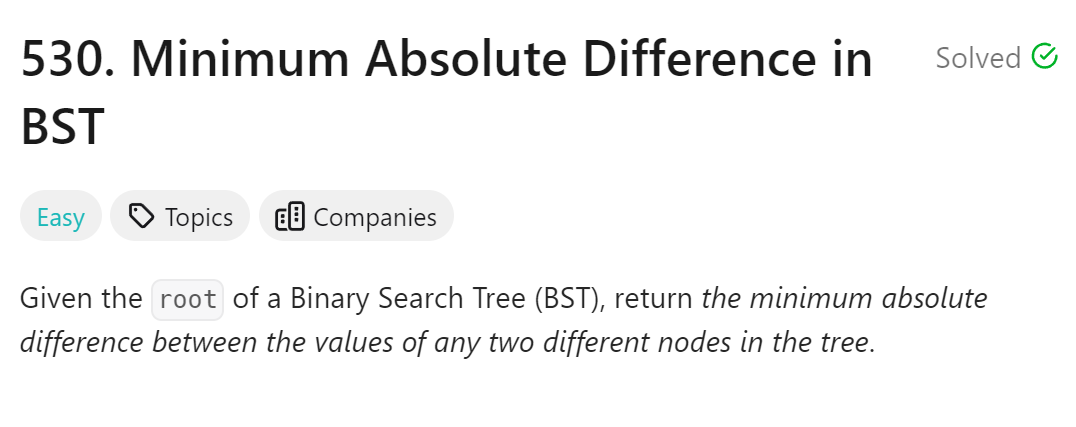 530. Minimum Absolute Difference in
BST
Solved
Easy
Topics
Companies
Given the root of a Binary Search Tree (BST), return the minimum absolute
difference between the values of any two different nodes in the tree.